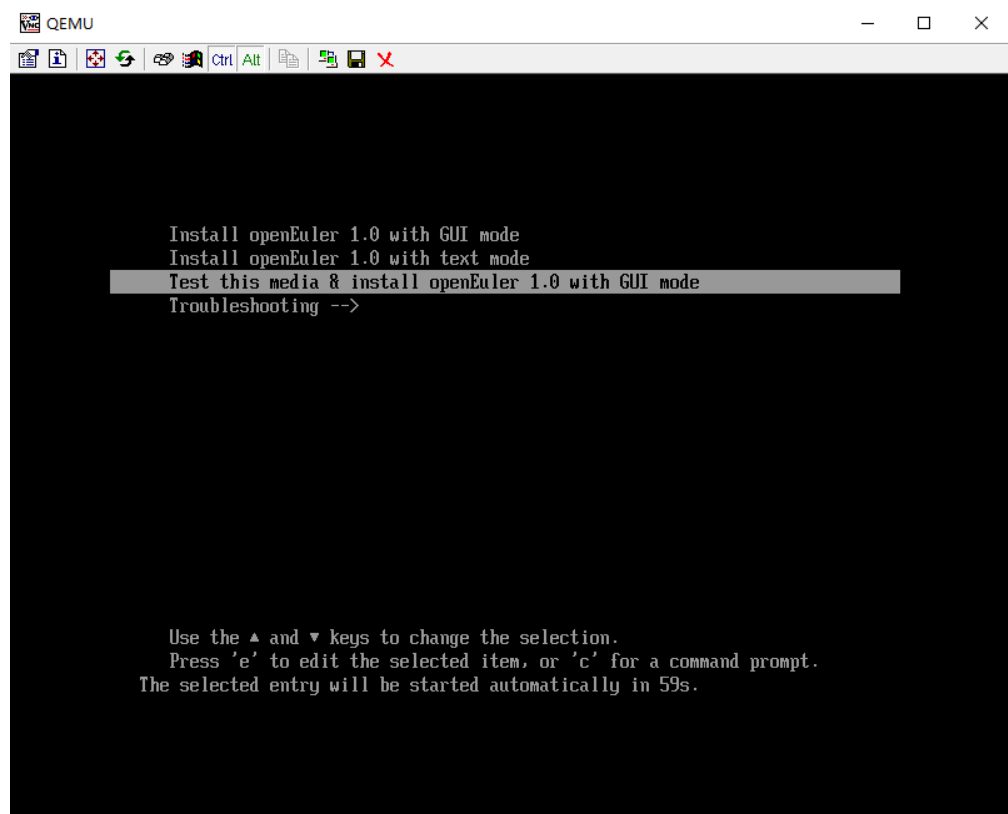 QEMU
Ctrl Alt
Install openEuler 1.0 with GUI mode
Install openEuler 1.0 with text mode
Test this media & install openEuler 1.0 with GUI mode
Troubleshooting -->
Use the ▲ and ▼ keys to change the selection.
Press 'e' to edit the selected item, or 'c' for a command prompt.
The selected entry will be started automatically in 59s.